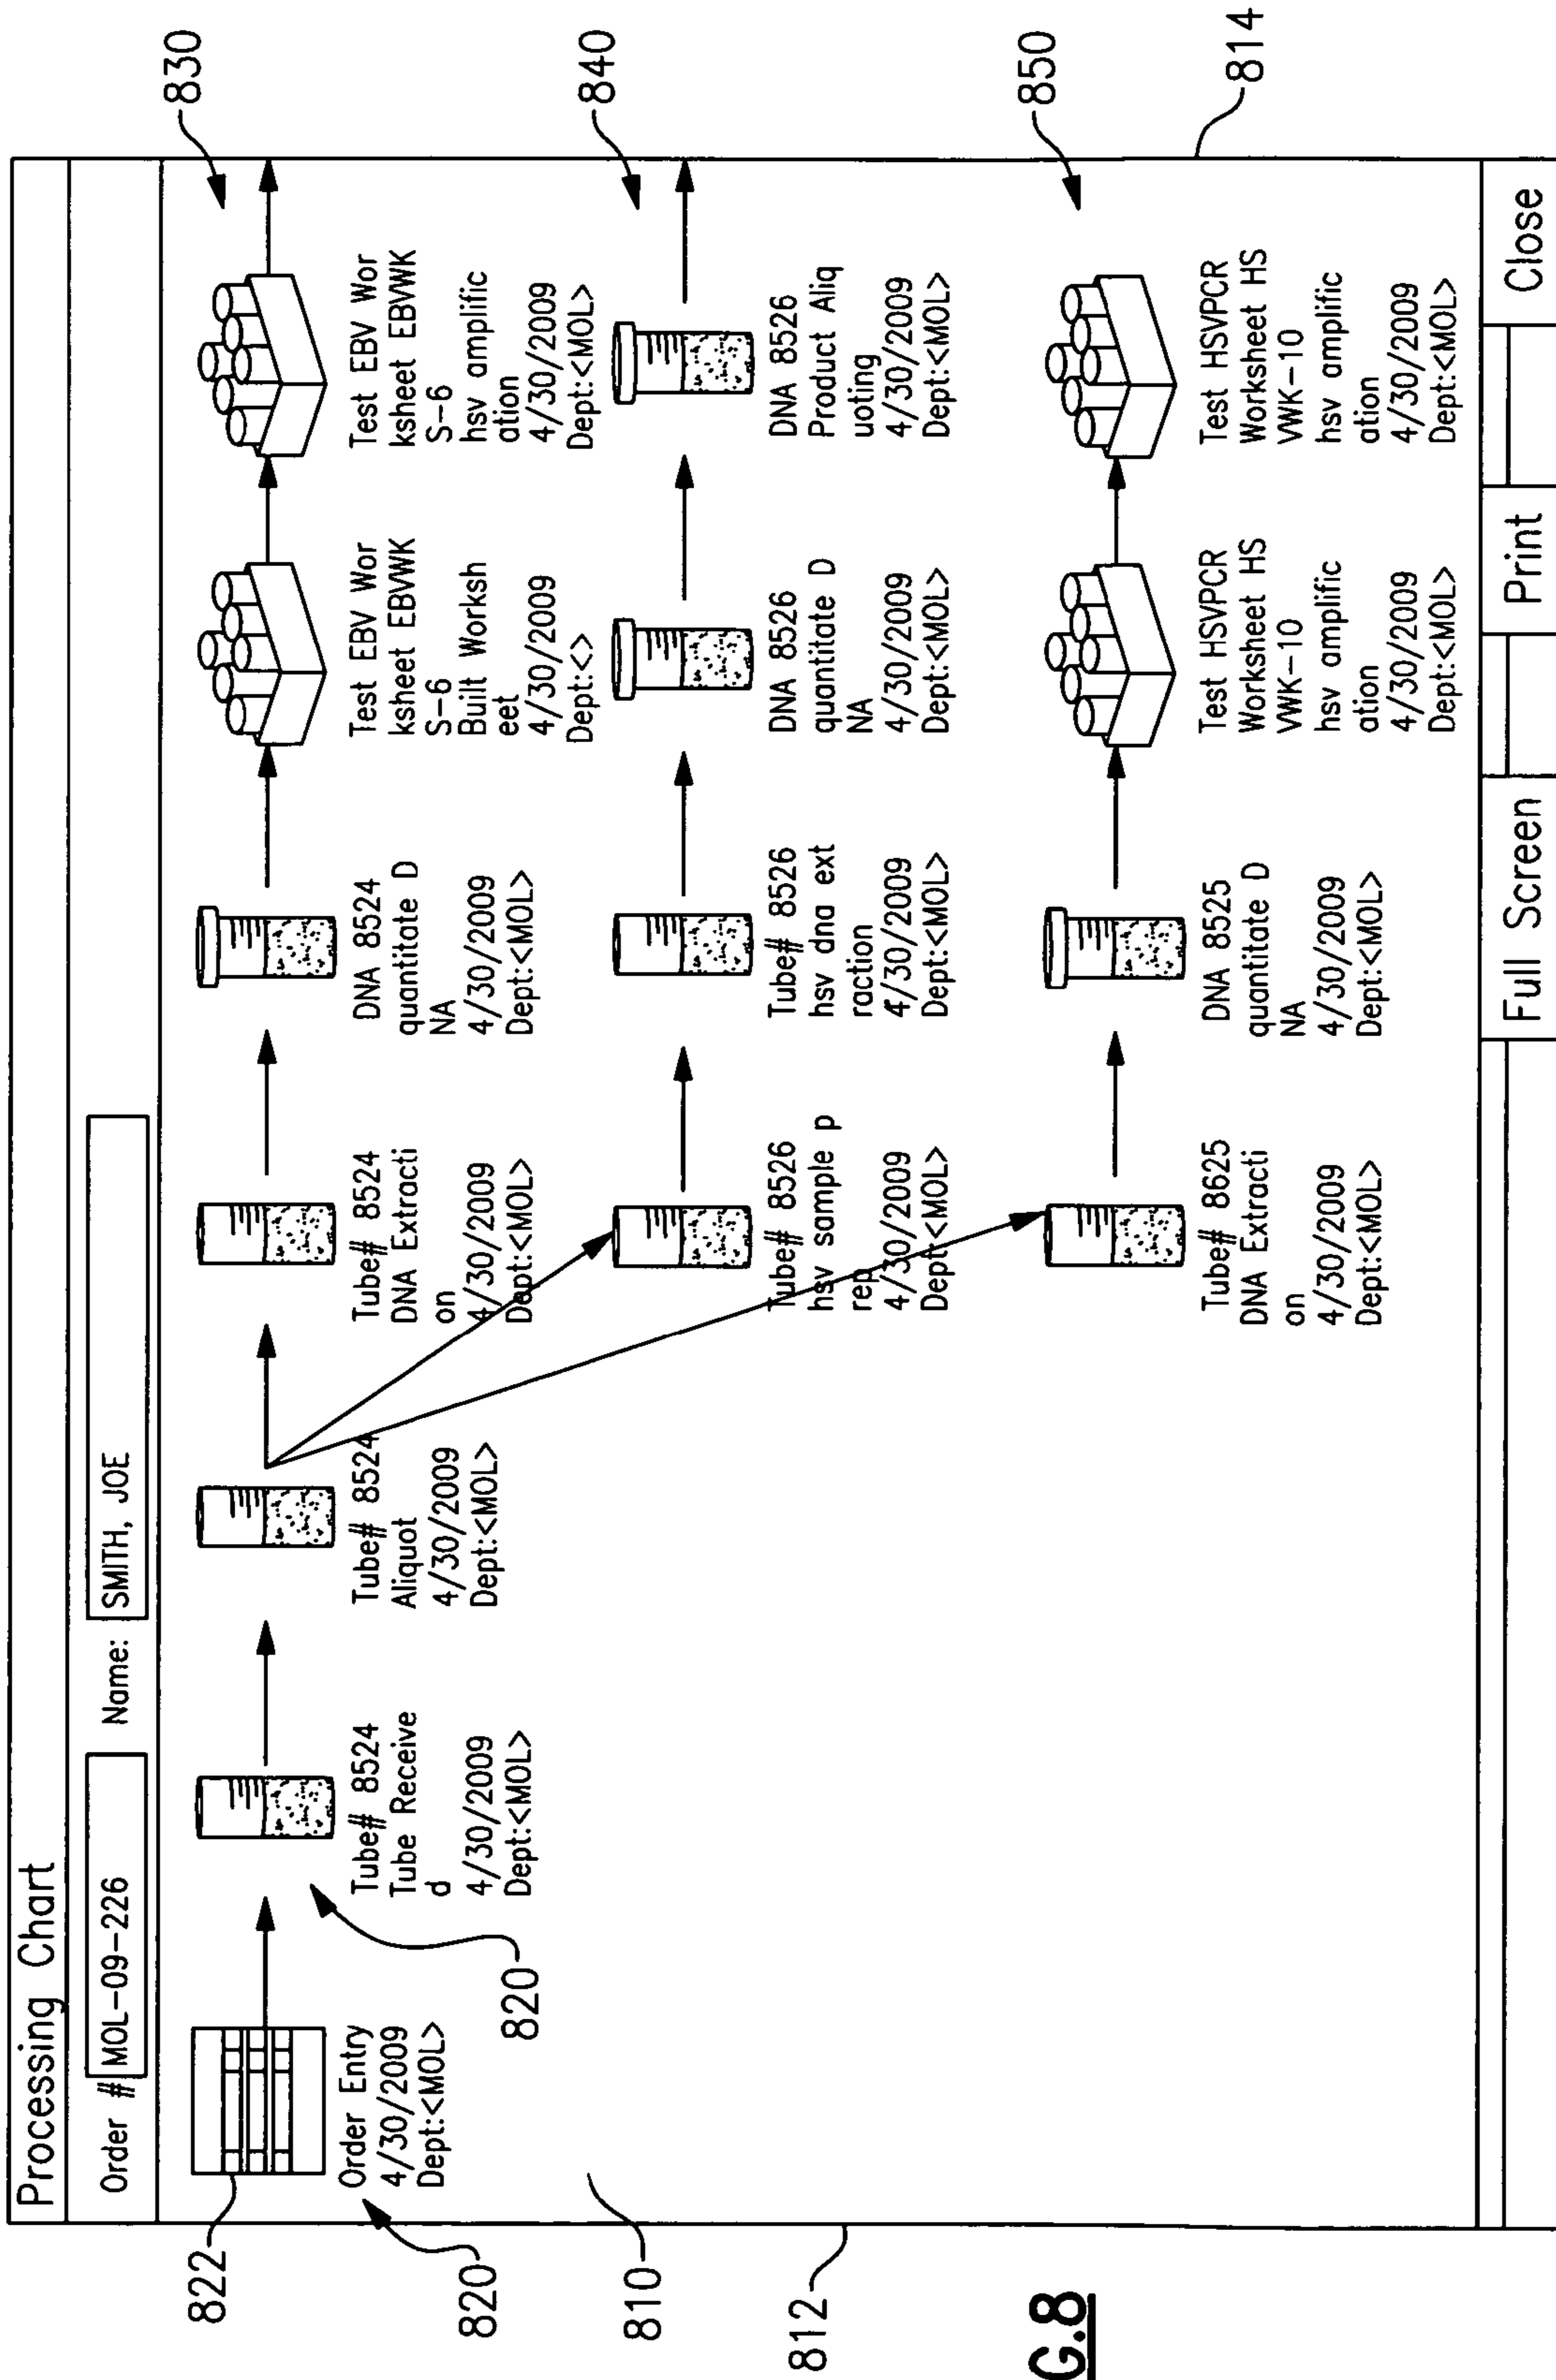 Processing Chart
Order # MOL-09-226 Name: SMITH, JOE
822
Order Entry
4/30/2009
Dept:<MOL>
820
Tube# 8524
Tube Receive
d
4/30/2009
Dept:<MOL>
820
Tube# 8524
Aliquot
4/30/2009
Dept:<MOL>
Tube# 8524
DNA Extracti
on
4/30/2009
Dept:<MOL>
DNA 8524
quantitate D
NA
4/30/2009
Dept:<MOL>
Test EBV Wor
ksheet EBVWK
S-6
Built Worksh
eet
4/30/2009
Dept:<>
Test EBV Wor
ksheet EBVWK
S-6
hsv amplific
ation
4/30/2009
Dept:<MOL>
830
810
Tube# 8526
hsv sample p
rep
4/30/2009
Dept:<MOL>
Tube# 8526
hsv dna ext
raction
4/30/2009
Dept:<MOL>
DNA 8526
quantitate D
NA
4/30/2009
Dept:<MOL>
DNA 8526
Product Aliq
uoting
4/30/2009
Dept:<MOL>
840
812
Tube# 8625
DNA Extracti
on
4/30/2009
Dept:<MOL>
DNA 8525
quantitate D
NA
4/30/2009
Dept:<MOL>
Test HSVPCR
Worksheet HS
VWK-10
hsv amplific
ation
4/30/2009
Dept:<MOL>
Test HSVPCR
Worksheet HS
VWK-10
hsv amplific
ation
4/30/2009
Dept:<MOL>
850
814
Full Screen Print Close
G.8